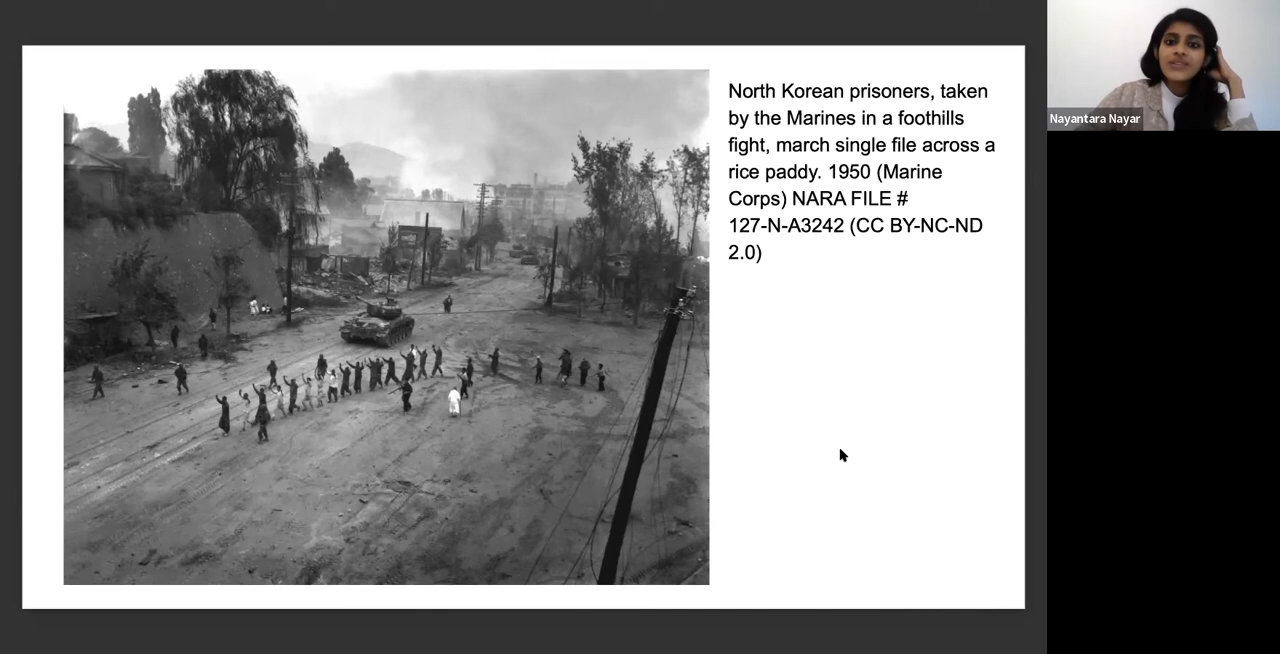 North Korean prisoners, taken
by the Marines in a foothills
fight, march single file across a
rice paddy. 1950 (Marine
Corps) NARA FILE #
127-N-A3242 (CC BY-NC-ND
2.0)
Nayantara Nayar